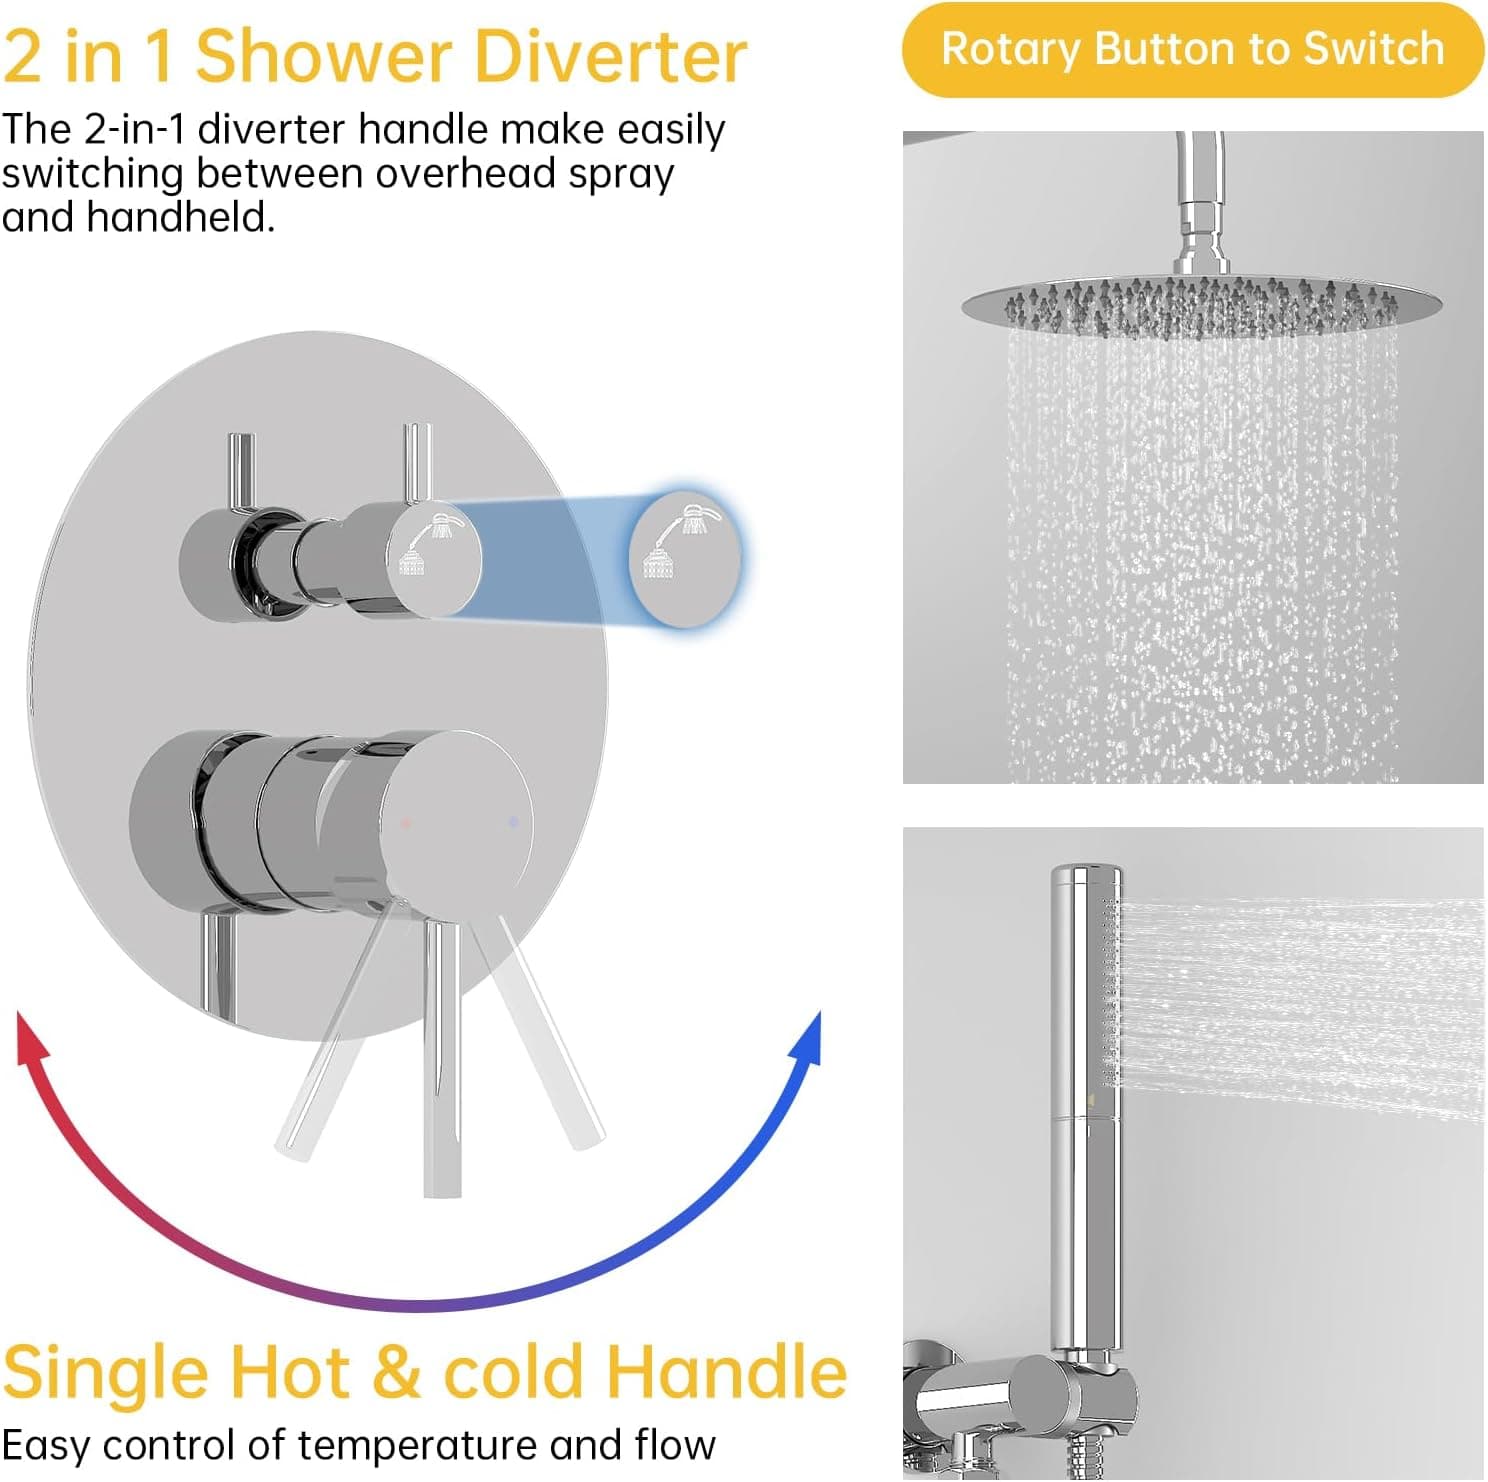 2 in 1 Shower Diverter
The 2-in-1 diverter handle make easily
switching between overhead spray
and handheld.
Rotary Button to Switch
Single Hot & cold Handle
Easy control of temperature and flow